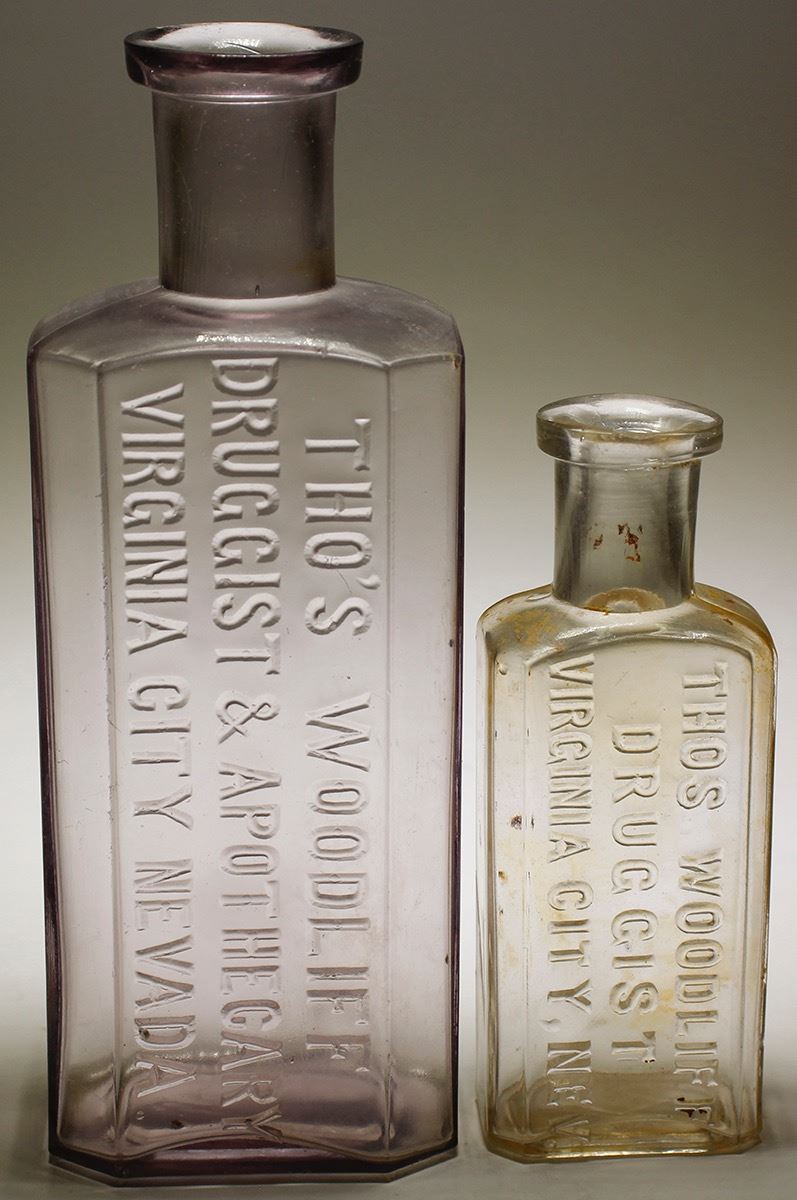 THO'S WOODLIFF
DRUGGIST & APOTHECARY
VIRGINIA CITY NEVADA.
THOS WOODLIFF
DRUGGIST
VIRGINIA CITY, NEV.